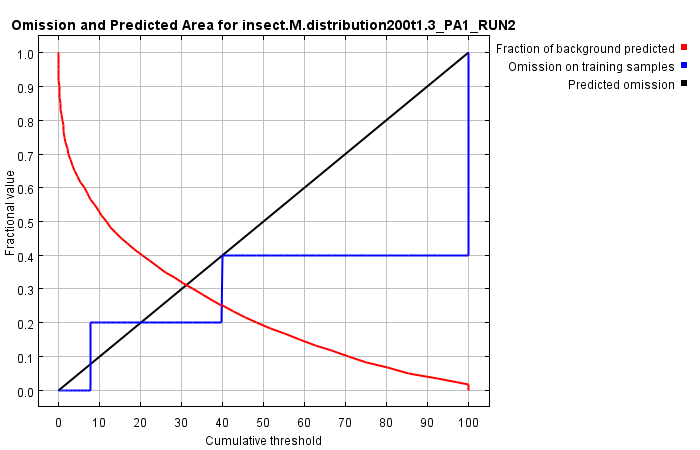 Omission and Predicted Area for insect.M.distribution200t1.3_PA1_RUN2
Fraction of background predicted
Omission on training samples
Predicted omission
Fractional value
1.0
0.9
0.8
0.7
0.6
0.5
0.4
0.3
0.2
0.1
0.0
0 10 20 30 40 50 60 70 80 90 100
Cumulative threshold